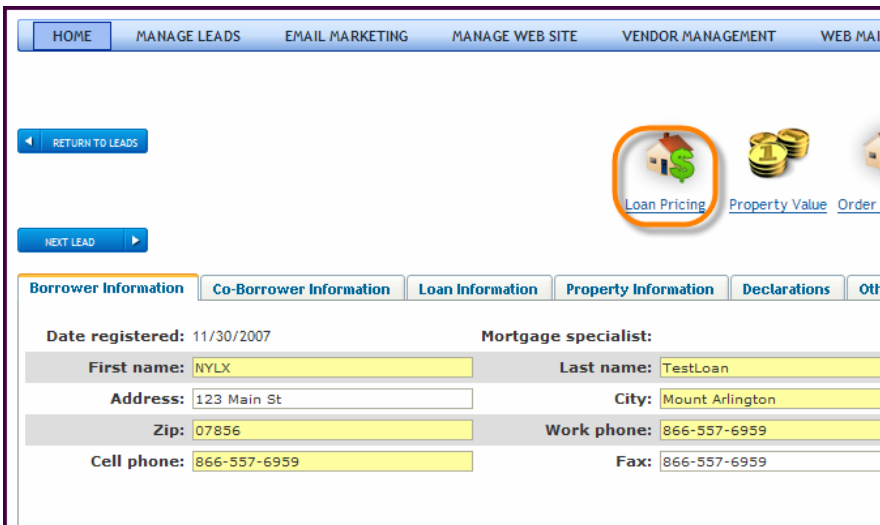 HOME MANAGE LEADS EMAIL MARKETING MANAGE WEB SITE VENDOR MANAGEMENT WEB MAI
RETURN TO LEADS
Loan Pricing Property Value Order
NEXT LEAD
Borrower Information Co-Borrower Information Loan Information Property Information Declarations Oth
Date registered: 11/30/2007 Mortgage specialist:
First name: NYLX Last name: TestLoan
Address: 123 Main St City: Mount Arlington
Zip: 07856 Work phone: 866-557-6959
Cell phone: 866-557-6959 Fax: 866-557-6959